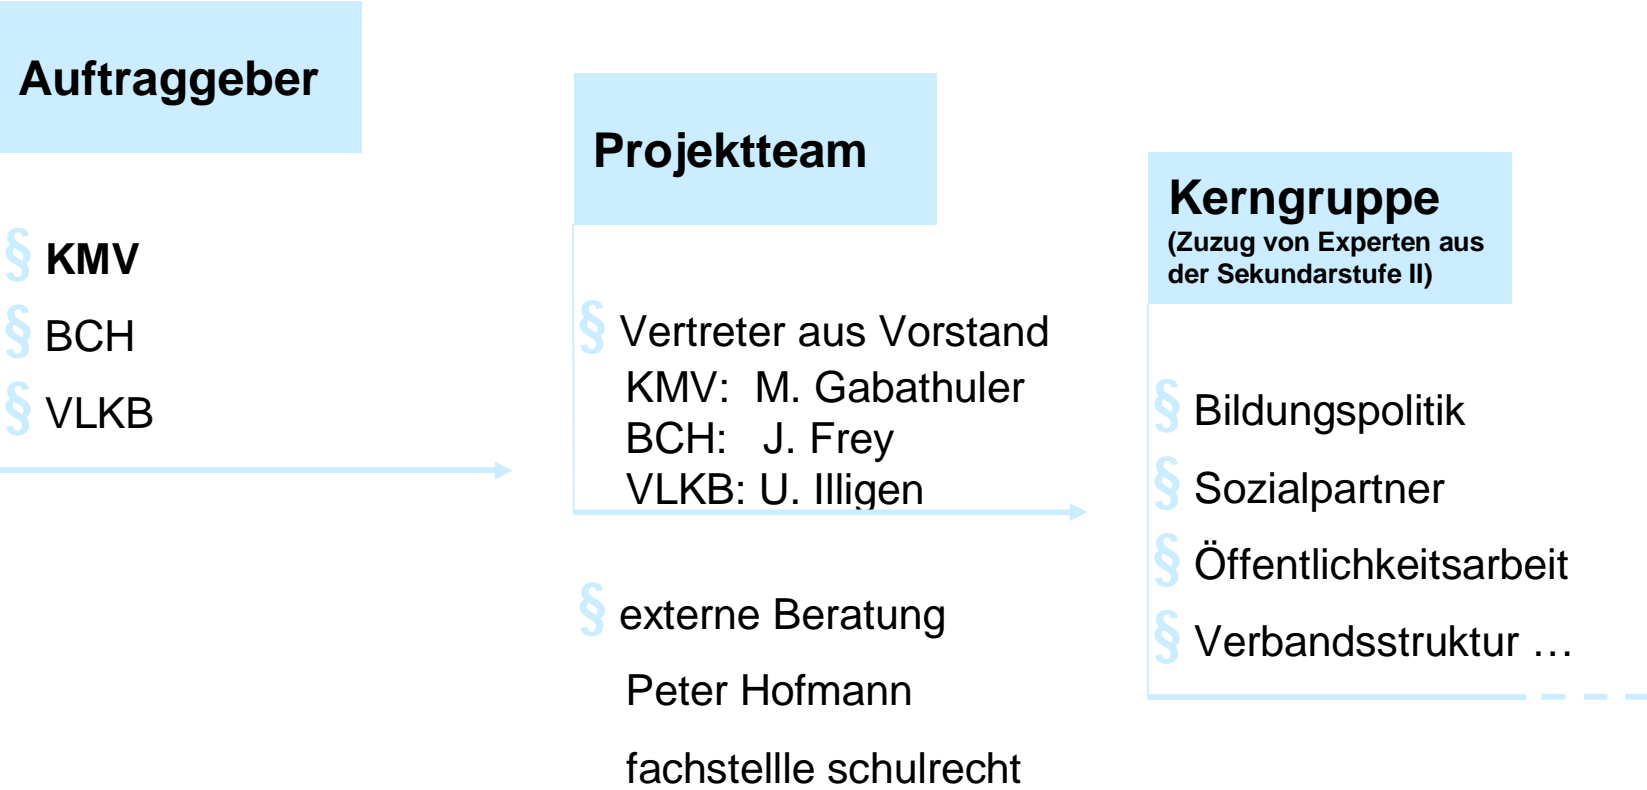 Auftraggeber
§ KMV
§ BCH
§ VLKB
Projektteam
§ Vertreter aus Vorstand
KMV: M. Gabathuler
BCH: J. Frey
VLKB: U. Illigen
§ externe Beratung
Peter Hofmann
fachstellle schulrecht
Kerngruppe
(Zuzug von Experten aus
der Sekundarstufe II)
§ Bildungspolitik
§ Sozialpartner
§ Öffentlichkeitsarbeit
§ Verbandsstruktur …